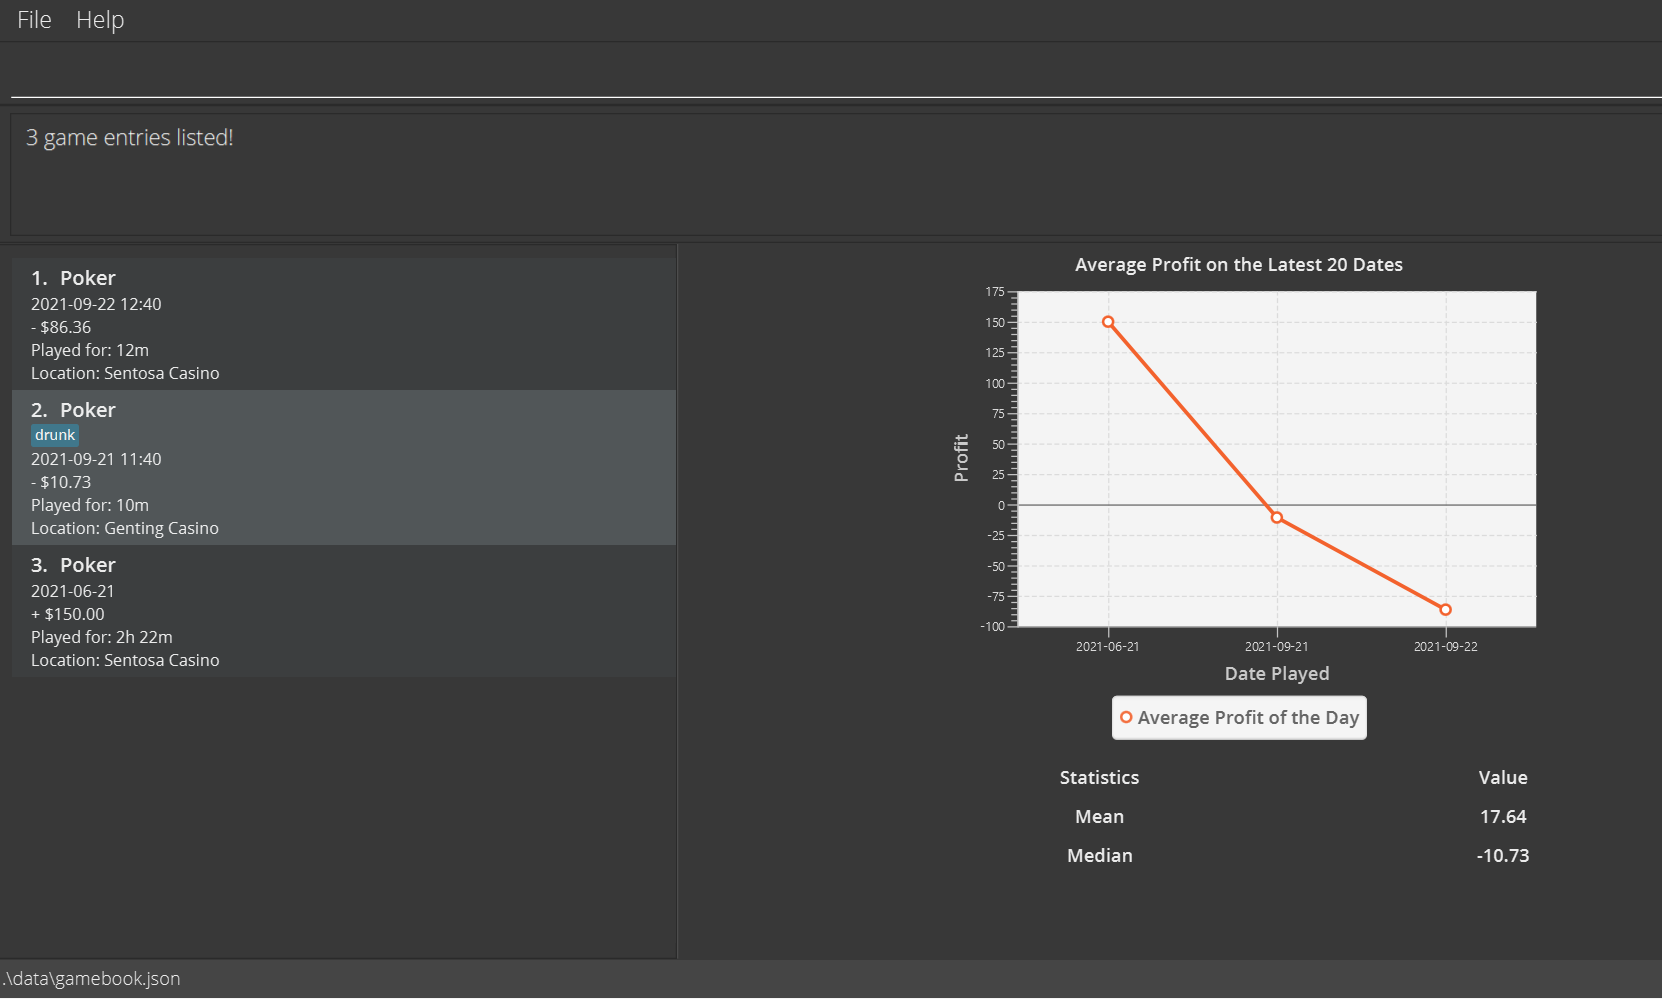 File Help
3 game entries listed!
1. Poker
2021-09-22 12:40
- $86.36
Played for: 12m
Location: Sentosa Casino
2. Poker
drunk
2021-09-21 11:40
- $10.73
Played for: 10m
Location: Genting Casino
3. Poker
2021-06-21
+ $150.00
Played for: 2h 22m
Location: Sentosa Casino
Average Profit on the Latest 20 Dates
Profit
175
150
125
100
75
50
25
0
-25
-50
-75
-100
2021-06-21 2021-09-21 2021-09-22
Date Played
Average Profit of the Day
Statistics Value
Mean 17.64
Median -10.73
.\data\gamebook.json